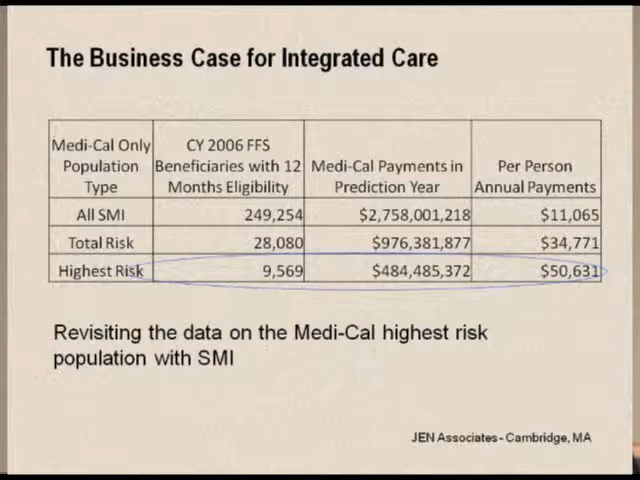 The Business Case for Integrated Care
Medi-Cal Only Population Type | CY 2006 FFS Beneficiaries with 12 Months Eligibility | Medi-Cal Payments in Prediction Year | Per Person Annual Payments
All SMI | 249,254 | $2,758,001,218 | $11,065
Total Risk | 28,080 | $976,381,877 | $34,771
Highest Risk | 9,569 | $484,485,372 | $50,631
Revisiting the data on the Medi-Cal highest risk
population with SMI
JEN Associates - Cambridge, MA